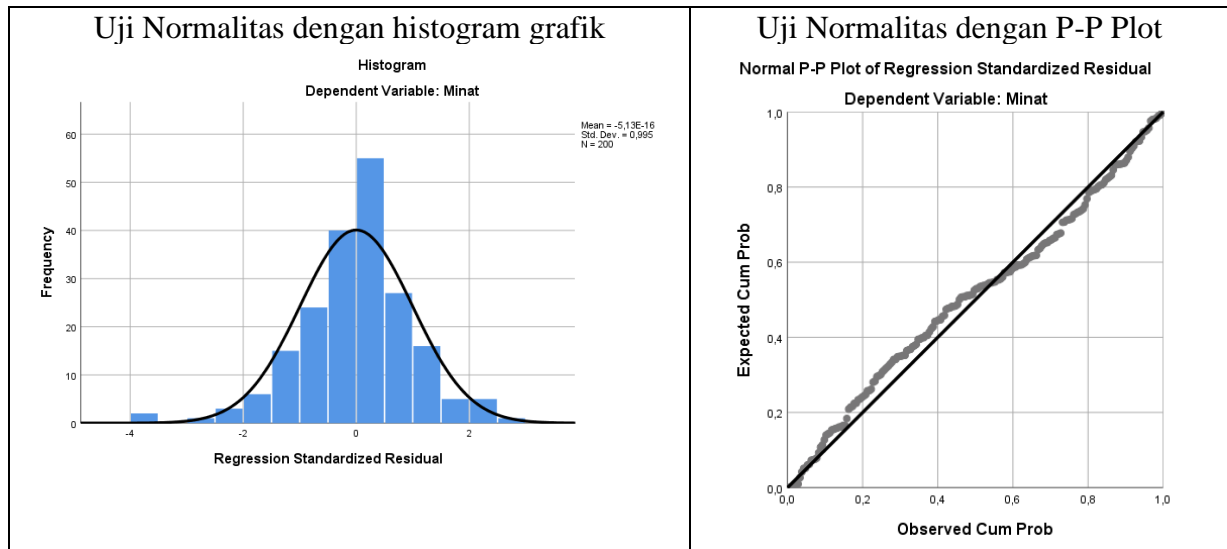 Uji Normalitas dengan histogram grafik
Histogram
Dependent Variable: Minat
Mean = -5,13E-16
Std. Dev. = 0,995
N = 200
60
50
40
30
20
10
0
Frequency
-4
-2
0
2
Regression Standardized Residual
Uji Normalitas dengan P-P Plot
Normal P-P Plot of Regression Standardized Residual
Dependent Variable: Minat
1,0
0,8
0,6
0,4
0,2
0,0
Expected Cum Prob
0,0
0,2
0,4
0,6
0,8
1,0
Observed Cum Prob